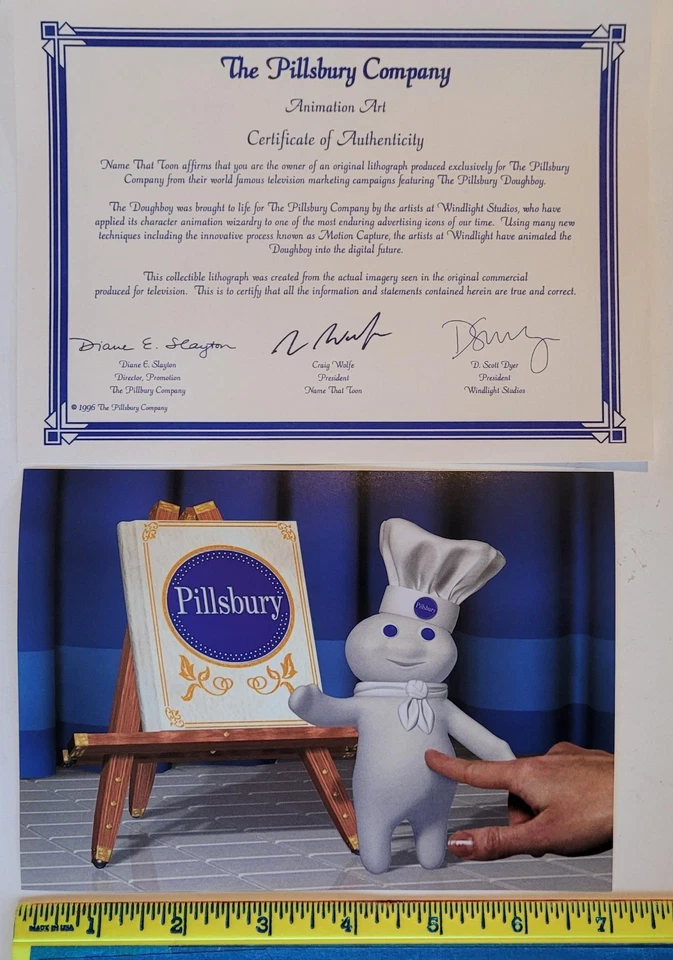 The Pillsbury Company
Animation Art
Certificate of Authenticity
Name That Toon affirms that you are the owner of an original lithograph produced exclusively for The Pillsbury
Company from their world famous television marketing campaigns featuring The Pillsbury Doughboy.
The Doughboy was brought to life for The Pillsbury Company by the artists at Windlight Studios, who have
applied its character animation wizardry to one of the most enduring advertising icons of our time. Using many new
techniques including the innovative process known as Motion Capture, the artists at Windlight have animated the
Doughboy into the digital future.
This collectible lithograph was created from the actual imagery seen in the original commercial
produced for television. This is to certify that all the information and statements contained herein are true and correct.
Diane E. Slayton
Diane E. Slayton
Director, Promotion
The Pillbury Company
Craig Wolfe
President
Name That Toon
D. Scott Dyer
President
Windlight Studios
© 1996 The Pillsbury Company
Pillsbury
Pillsbury
1 2 3 4 5 6 7
MADE IN USA